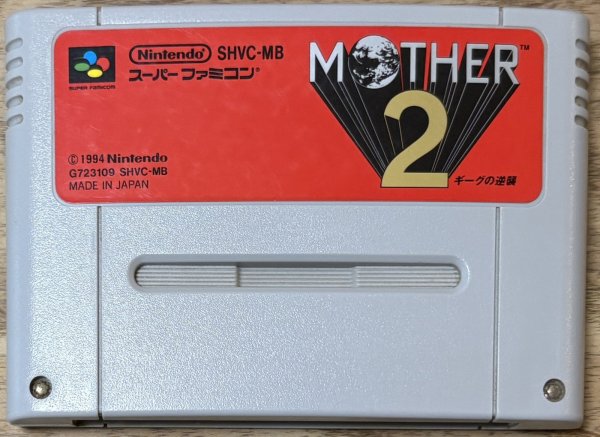 SUPER FAMICOM
Nintendo SHVC-MB
スーパーファミコン®
MOTHER™
2
ギーグの逆襲
© 1994 Nintendo
G723109 SHVC-MB
MADE IN JAPAN